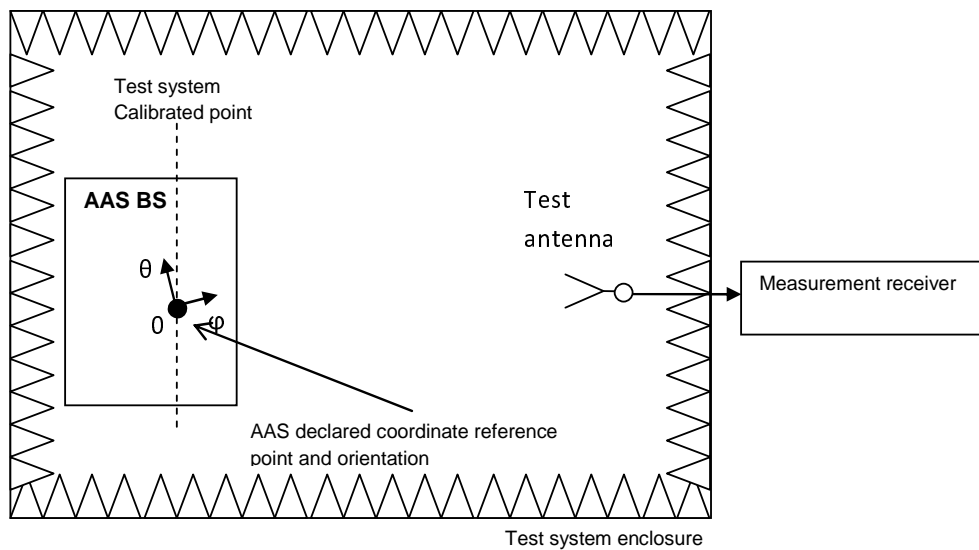 Test system
Calibrated point
AAS BS
Test
antenna
θ
0
φ
Measurement receiver
AAS declared coordinate reference
point and orientation
Test system enclosure